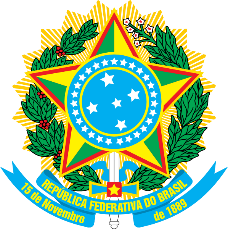 REPÚBLICA FEDERATIVA DO BRASIL
15 de Novembro
de 1889